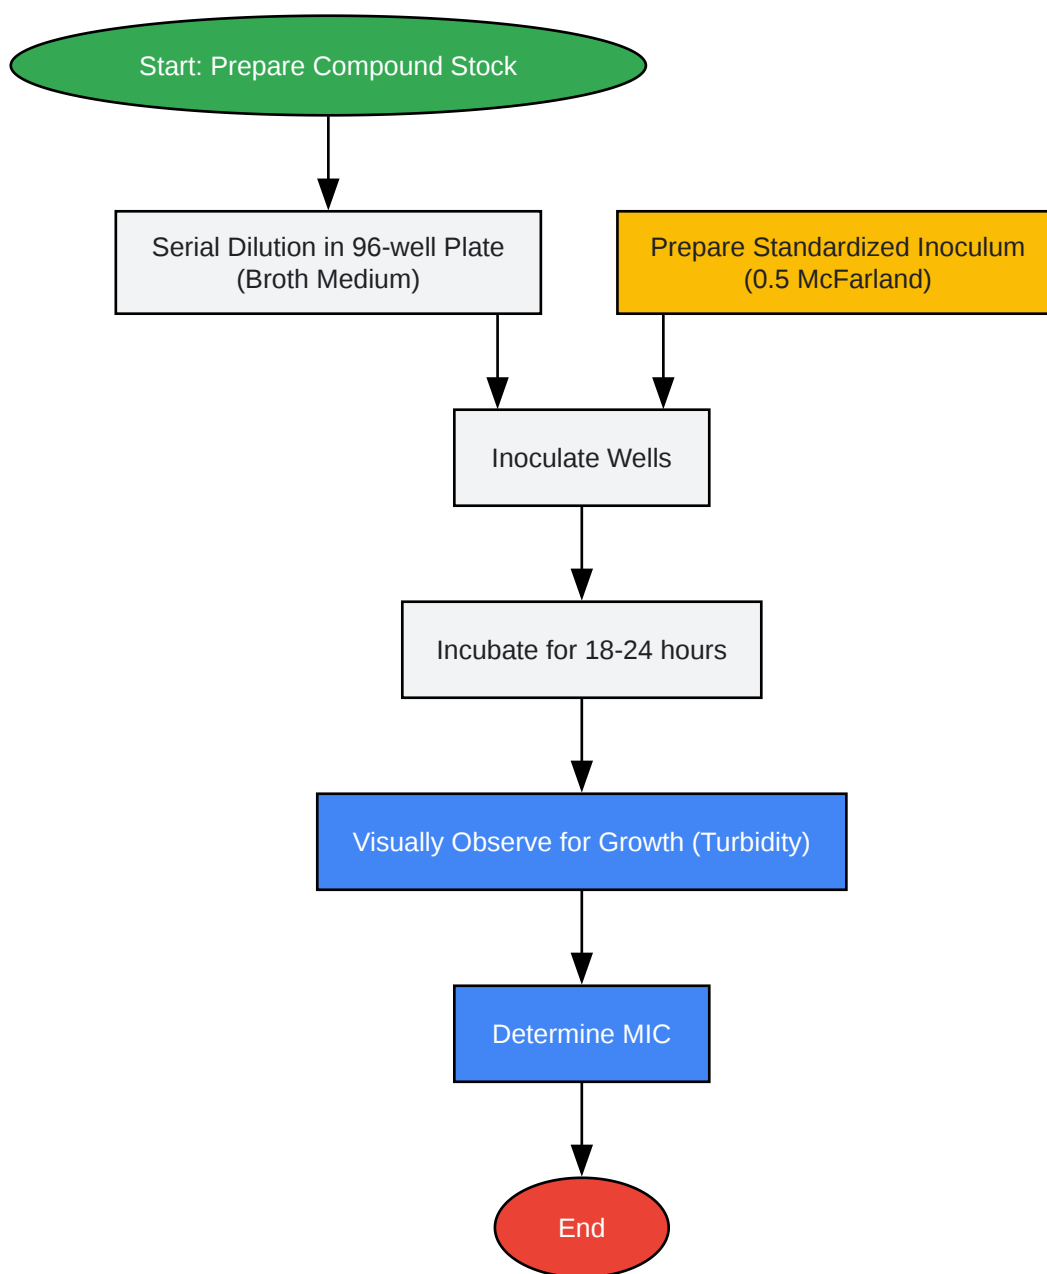 Start: Prepare Compound Stock
Serial Dilution in 96-well Plate
(Broth Medium)
Prepare Standardized Inoculum
(0.5 McFarland)
Inoculate Wells
Incubate for 18-24 hours
Visually Observe for Growth (Turbidity)
Determine MIC
End